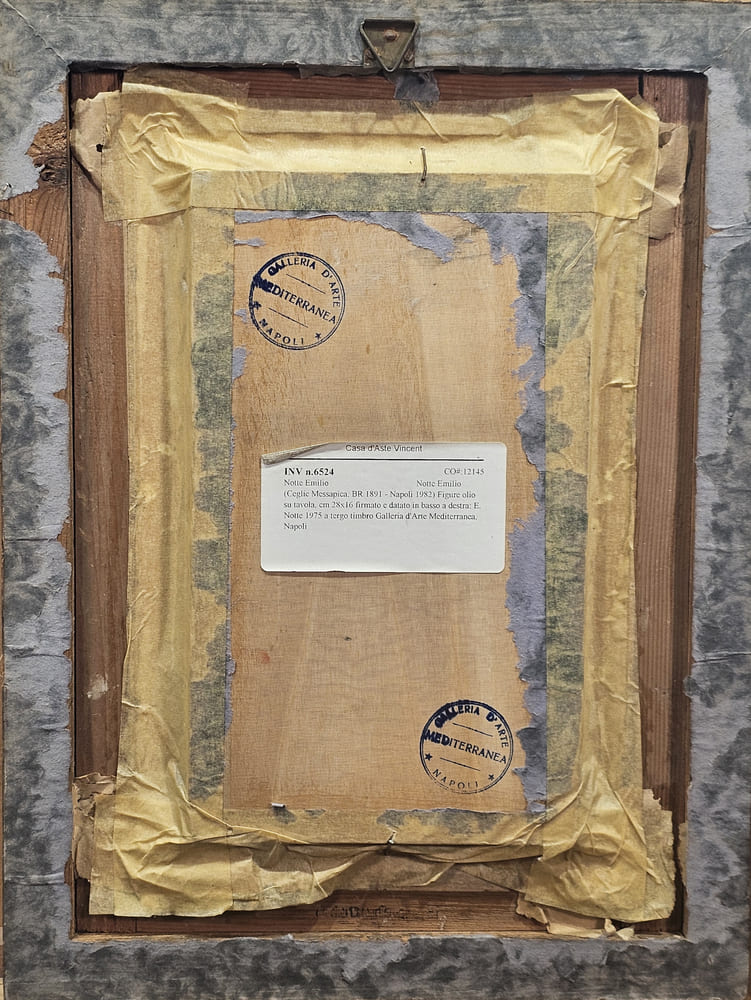 GALLERIA D'ARTE
MEDITERRANEA
NAPOLI
Casa d'Aste Vincent
INV n.6524 CO#:12145
Notte Emilio Notte Emilio
(Ceglie Messapica. BR 1891 - Napoli 1982) Figure olio
su tavola, cm 28x16 firmato e datato in basso a destra: E.
Notte 1975 a tergo timbro Galleria d'Arte Mediterranea.
Napoli
GALLERIA D'ARTE
MEDITERRANEA
NAPOLI